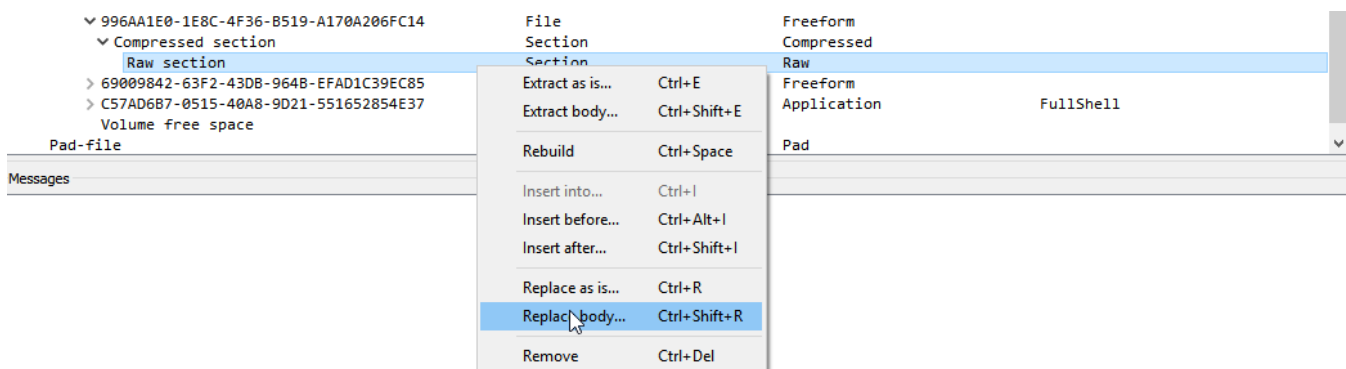 996AA1E0-1E8C-4F36-B519-A170A206FC14 File Freeform
Compressed section Section Compressed
Raw section Section Raw
69009842-63F2-43DB-964B-EFAD1C39EC85 Freeform
C57AD6B7-0515-40A8-9D21-551652854E37 Application FullShell
Volume free space
Pad-file Pad
Messages
Extract as is... Ctrl+E
Extract body... Ctrl+Shift+E
Rebuild Ctrl+Space
Insert into... Ctrl+I
Insert before... Ctrl+Alt+I
Insert after... Ctrl+Shift+I
Replace as is... Ctrl+R
Replace body... Ctrl+Shift+R
Remove Ctrl+Del